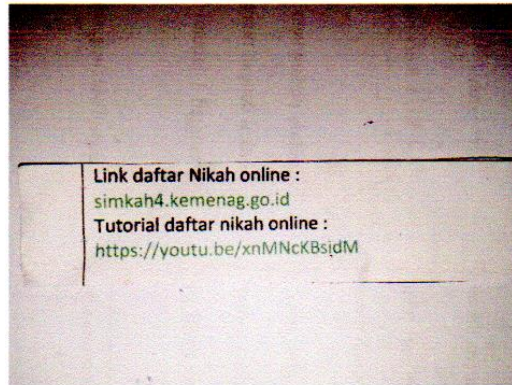 Link daftar Nikah online :
simkah4.kemenag.go.id
Tutorial daftar nikah online :
https://youtu.be/xnMNcKBsjdM